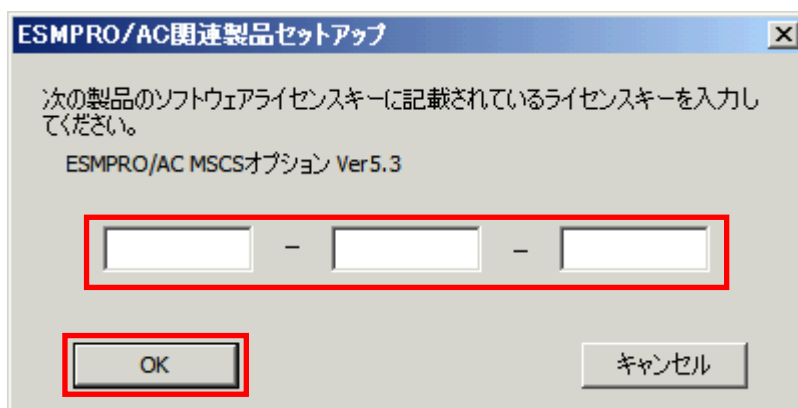 ESMPRO/AC関連製品セットアップ
次の製品のソフトウェアライセンスキーに記載されているライセンスキーを入力し
てください。
ESMPRO/AC MSCSオプション Ver5.3
– –
OK キャンセル